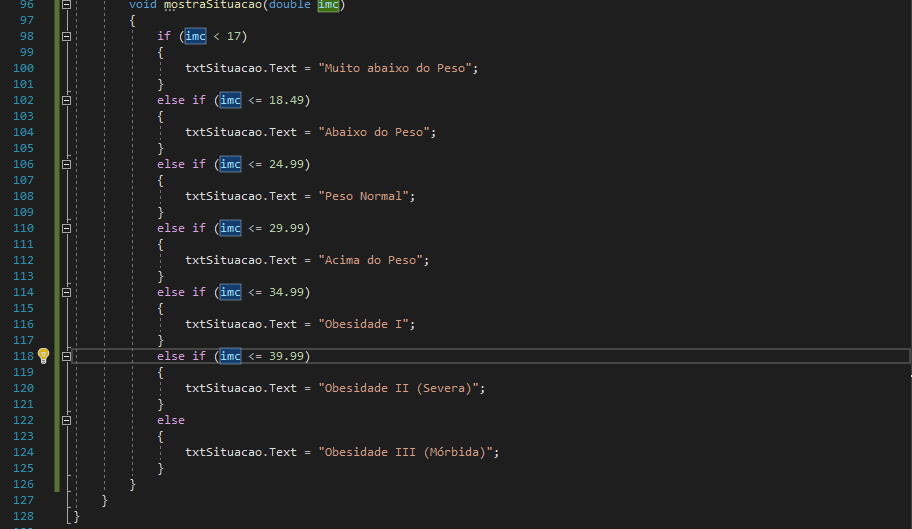 96 void mostraSituacao(double imc)
97 {
98 if (imc < 17)
99 {
100 txtSituacao.Text = "Muito abaixo do Peso";
101 }
102 else if (imc <= 18.49)
103 {
104 txtSituacao.Text = "Abaixo do Peso";
105 }
106 else if (imc <= 24.99)
107 {
108 txtSituacao.Text = "Peso Normal";
109 }
110 else if (imc <= 29.99)
111 {
112 txtSituacao.Text = "Acima do Peso";
113 }
114 else if (imc <= 34.99)
115 {
116 txtSituacao.Text = "Obesidade I";
117 }
118 else if (imc <= 39.99)
119 {
120 txtSituacao.Text = "Obesidade II (Severa)";
121 }
122 else
123 {
124 txtSituacao.Text = "Obesidade III (Mórbida)";
125 }
126 }
127 }
128 }